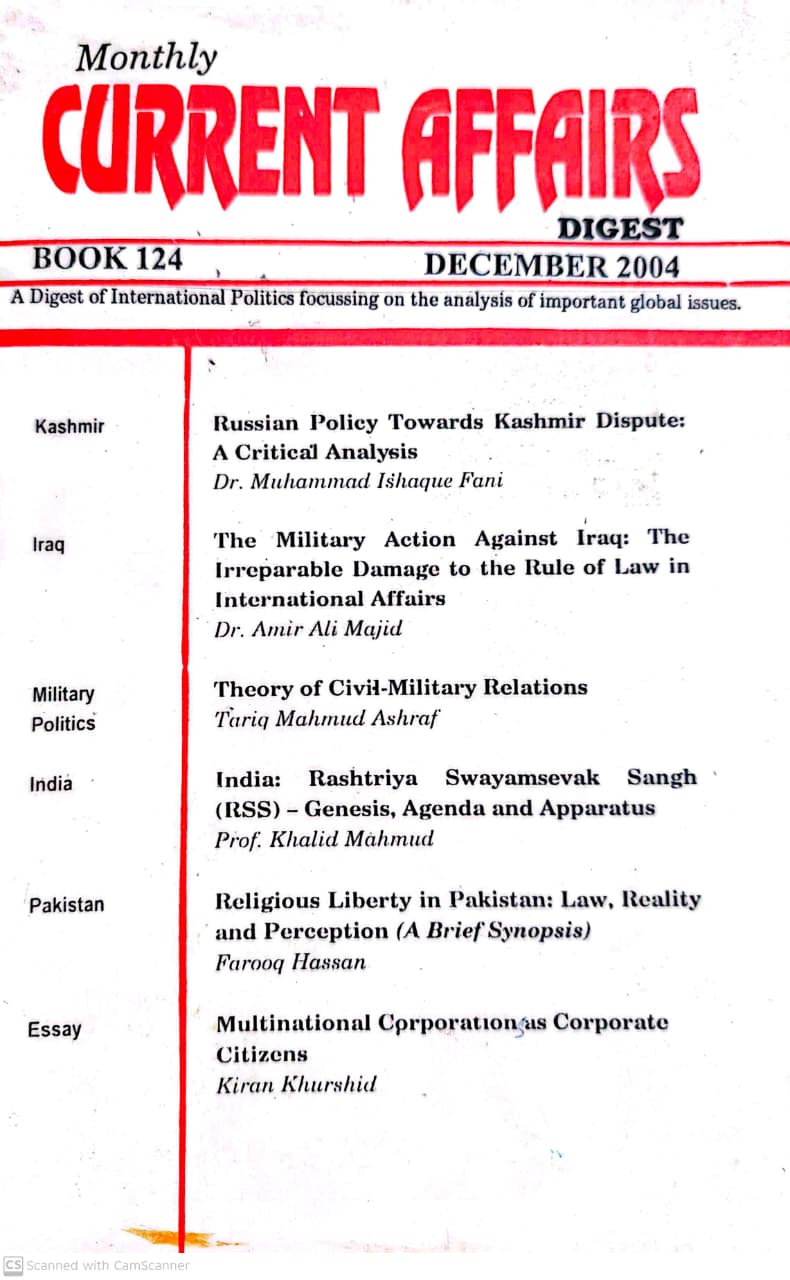 Monthly
CURRENT AFFAIRS
DIGEST
BOOK 124
DECEMBER 2004
A Digest of International Politics focussing on the analysis of important global issues.
Kashmir
Russian Policy Towards Kashmir Dispute:
A Critical Analysis
Dr. Muhammad Ishaque Fani
Iraq
The Military Action Against Iraq: The
Irreparable Damage to the Rule of Law in
International Affairs
Dr. Amir Ali Majid
Military
Politics
Theory of Civil-Military Relations
Tariq Mahmud Ashraf
India
India: Rashtriya Swayamsevak Sangh
(RSS) – Genesis, Agenda and Apparatus
Prof. Khalid Mahmud
Pakistan
Religious Liberty in Pakistan: Law, Reality
and Perception (A Brief Synopsis)
Farooq Hassan
Essay
Multinational Corporation as Corporate
Citizens
Kiran Khurshid
CS Scanned with CamScanner